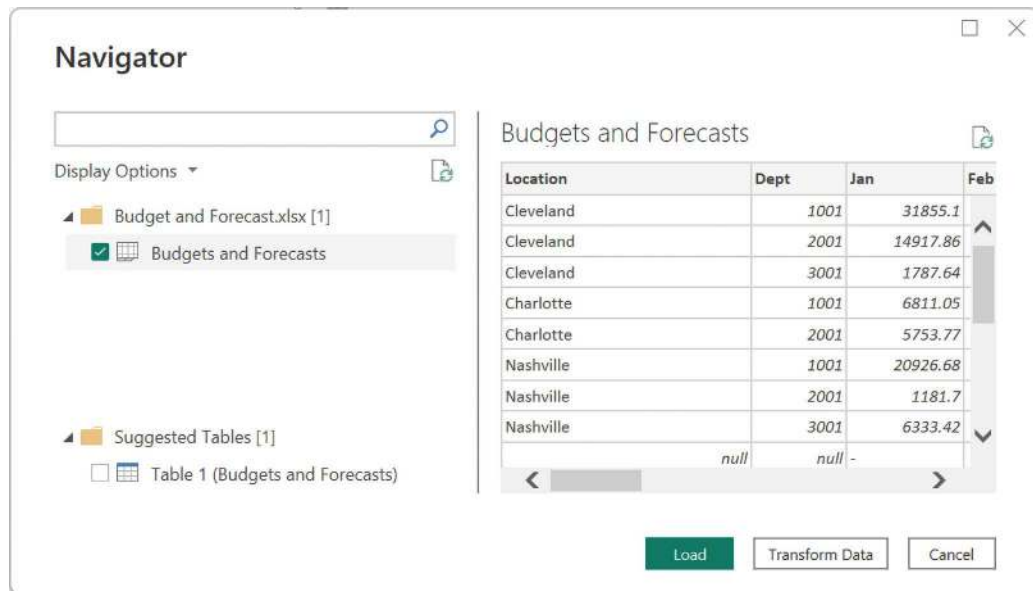 Navigator
Display Options
Budget and Forecast.xlsx [1]
Budgets and Forecasts
Suggested Tables [1]
Table 1 (Budgets and Forecasts)
Budgets and Forecasts
Location Dept Jan Feb
Cleveland 1001 31855.1
Cleveland 2001 14917.86
Cleveland 3001 1787.64
Charlotte 1001 6811.05
Charlotte 2001 5753.77
Nashville 1001 20926.68
Nashville 2001 1181.7
Nashville 3001 6333.42
null null -
Load Transform Data Cancel